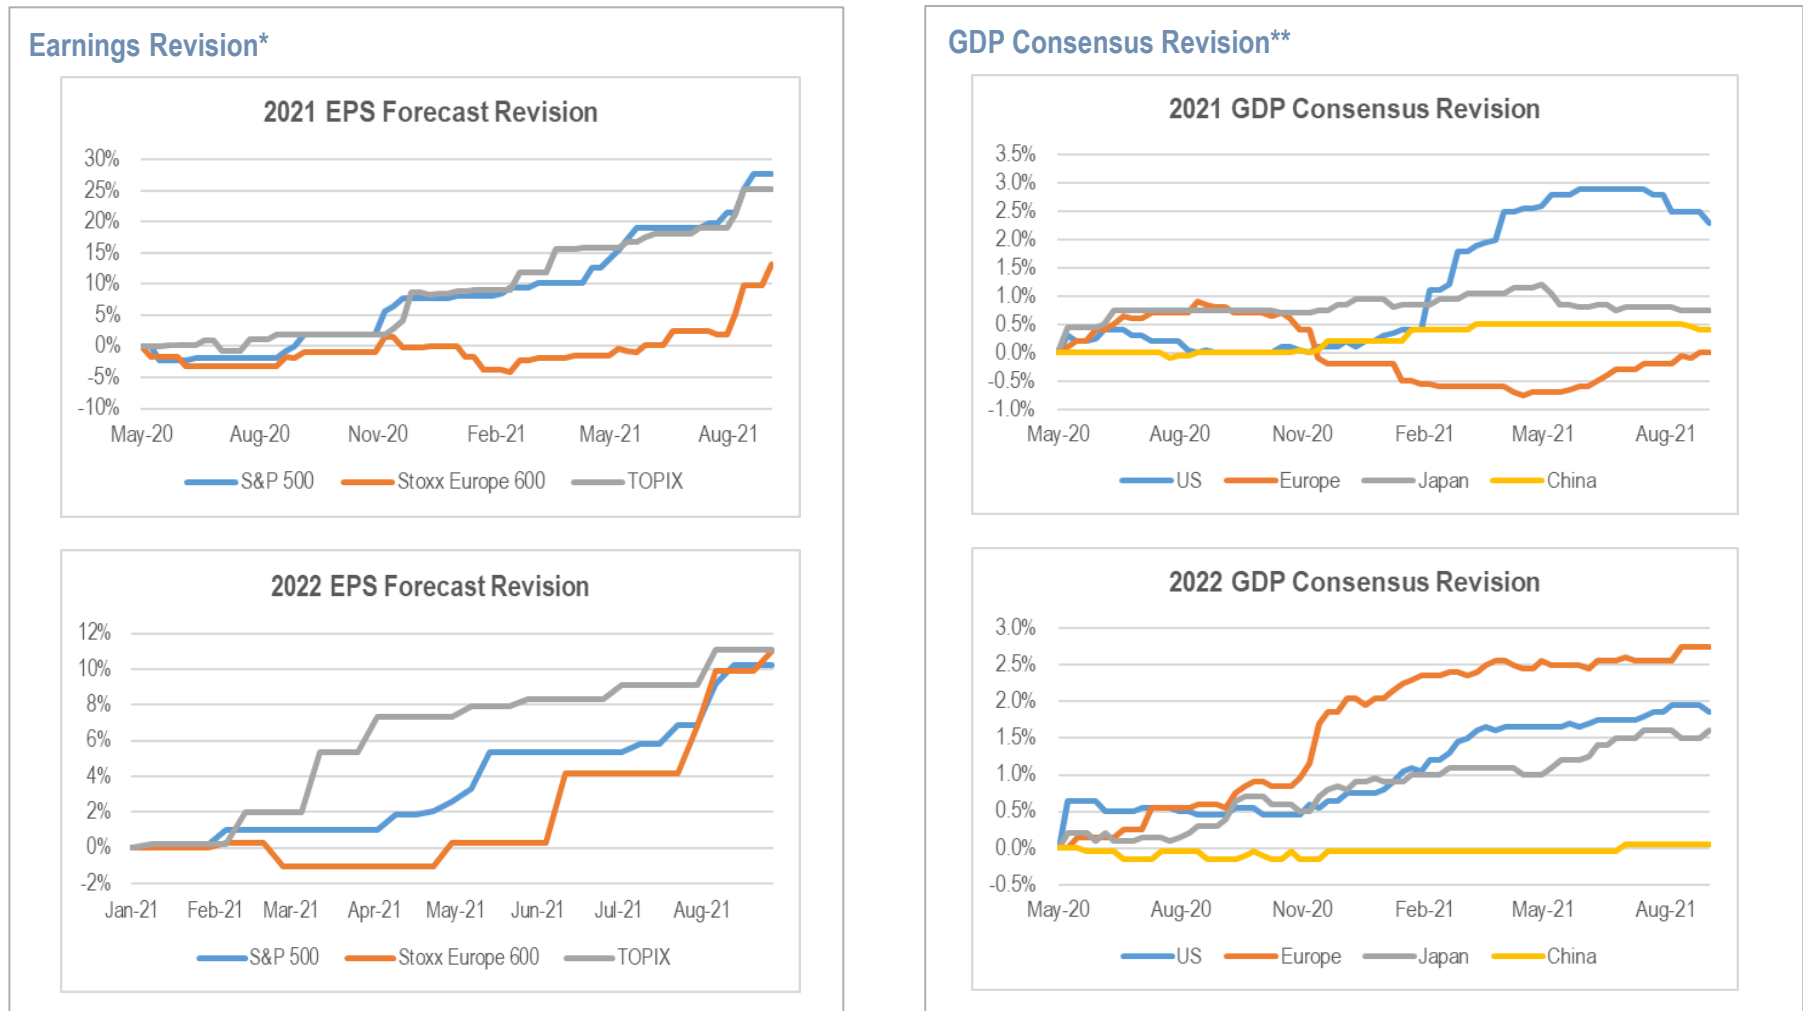 Earnings Revision*
2021 EPS Forecast Revision
30%
25%
20%
15%
10%
5%
0%
-5%
-10%
May-20 Aug-20 Nov-20 Feb-21 May-21 Aug-21
S&P 500 Stoxx Europe 600 TOPIX
2022 EPS Forecast Revision
12%
10%
8%
6%
4%
2%
0%
-2%
Jan-21 Feb-21 Mar-21 Apr-21 May-21 Jun-21 Jul-21 Aug-21
S&P 500 Stoxx Europe 600 TOPIX
GDP Consensus Revision**
2021 GDP Consensus Revision
3.5%
3.0%
2.5%
2.0%
1.5%
1.0%
0.5%
0.0%
-0.5%
-1.0%
May-20 Aug-20 Nov-20 Feb-21 May-21 Aug-21
US Europe Japan China
2022 GDP Consensus Revision
3.0%
2.5%
2.0%
1.5%
1.0%
0.5%
0.0%
-0.5%
May-20 Aug-20 Nov-20 Feb-21 May-21 Aug-21
US Europe Japan China